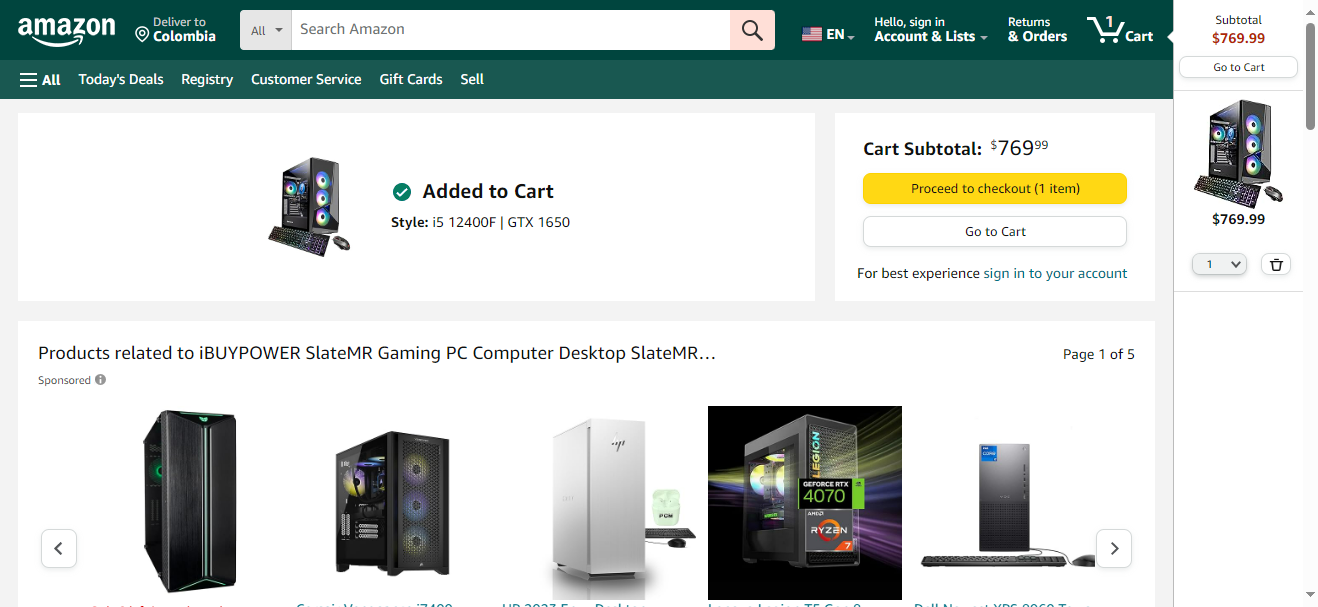 amazon
Deliver to
Colombia
All
Search Amazon
EN
Hello, sign in
Account & Lists
Returns
& Orders
1
Cart
Subtotal
$769.99
Go to Cart
All
Today's Deals
Registry
Customer Service
Gift Cards
Sell
Added to Cart
Style: i5 12400F | GTX 1650
Cart Subtotal: $769.99
Proceed to checkout (1 item)
Go to Cart
For best experience sign in to your account
$769.99
1
Products related to iBUYPOWER SlateMR Gaming PC Computer Desktop SlateMR…
Page 1 of 5
Sponsored
hp
PCM
LEGION
GEFORCE RTX
4070
AMD
RYZEN
7